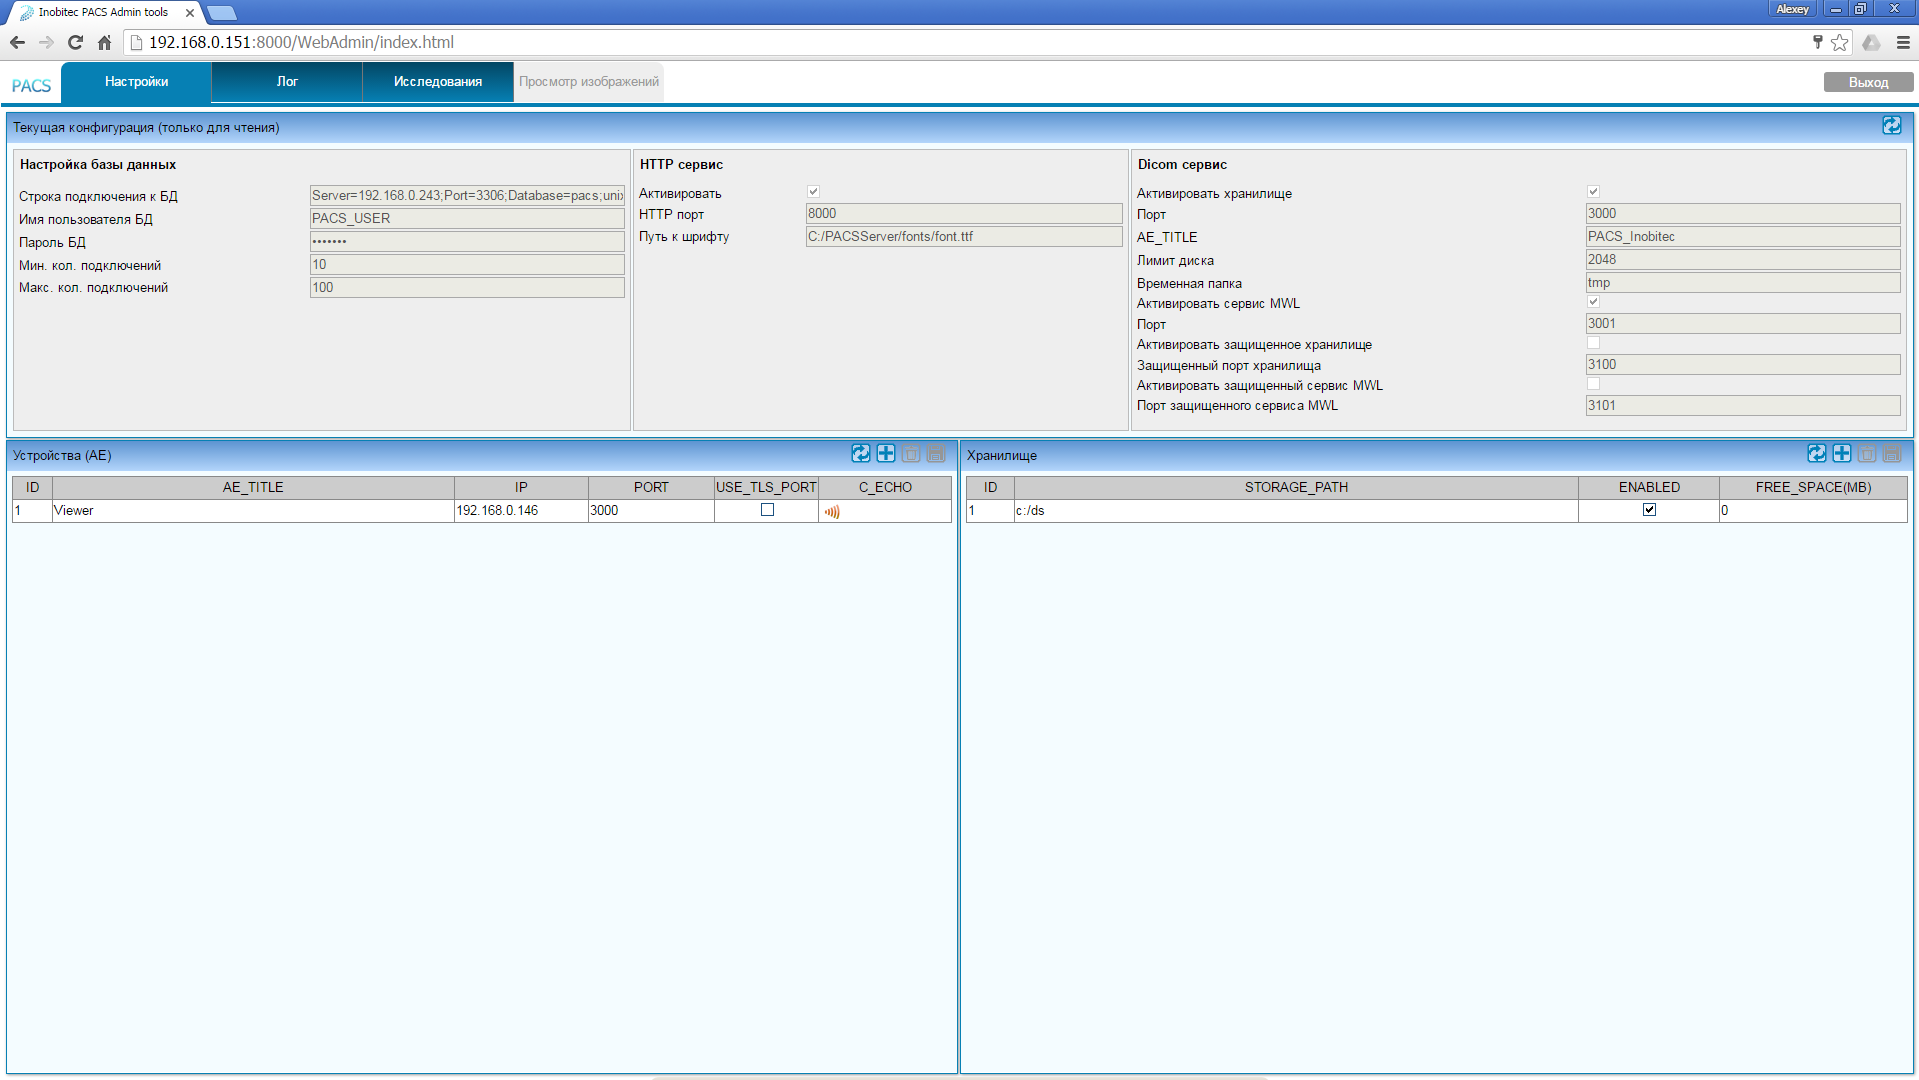 Inobitec PACS Admin tools
Alexey
192.168.0.151:8000/WebAdmin/index.html
PACS
Настройки
Лог
Исследования
Просмотр изображений
Выход
Текущая конфигурация (только для чтения)
Настройка базы данных
Строка подключения к БД Server=192.168.0.243;Port=3306;Database=pacs;unix
Имя пользователя БД PACS_USER
Пароль БД •••••••
Мин. кол. подключений 10
Макс. кол. подключений 100
HTTP сервис
Активировать
HTTP порт 8000
Путь к шрифту C:/PACSServer/fonts/font.ttf
Dicom сервис
Активировать хранилище
Порт 3000
AE_TITLE PACS_Inobitec
Лимит диска 2048
Временная папка tmp
Активировать сервис MWL
Порт 3001
Активировать защищенное хранилище
Защищенный порт хранилища 3100
Активировать защищенный сервис MWL
Порт защищенного сервиса MWL 3101
Устройства (AE)
ID AE_TITLE IP PORT USE_TLS_PORT C_ECHO
1 Viewer 192.168.0.146 3000
Хранилище
ID STORAGE_PATH ENABLED FREE_SPACE(MB)
1 c:/ds 0